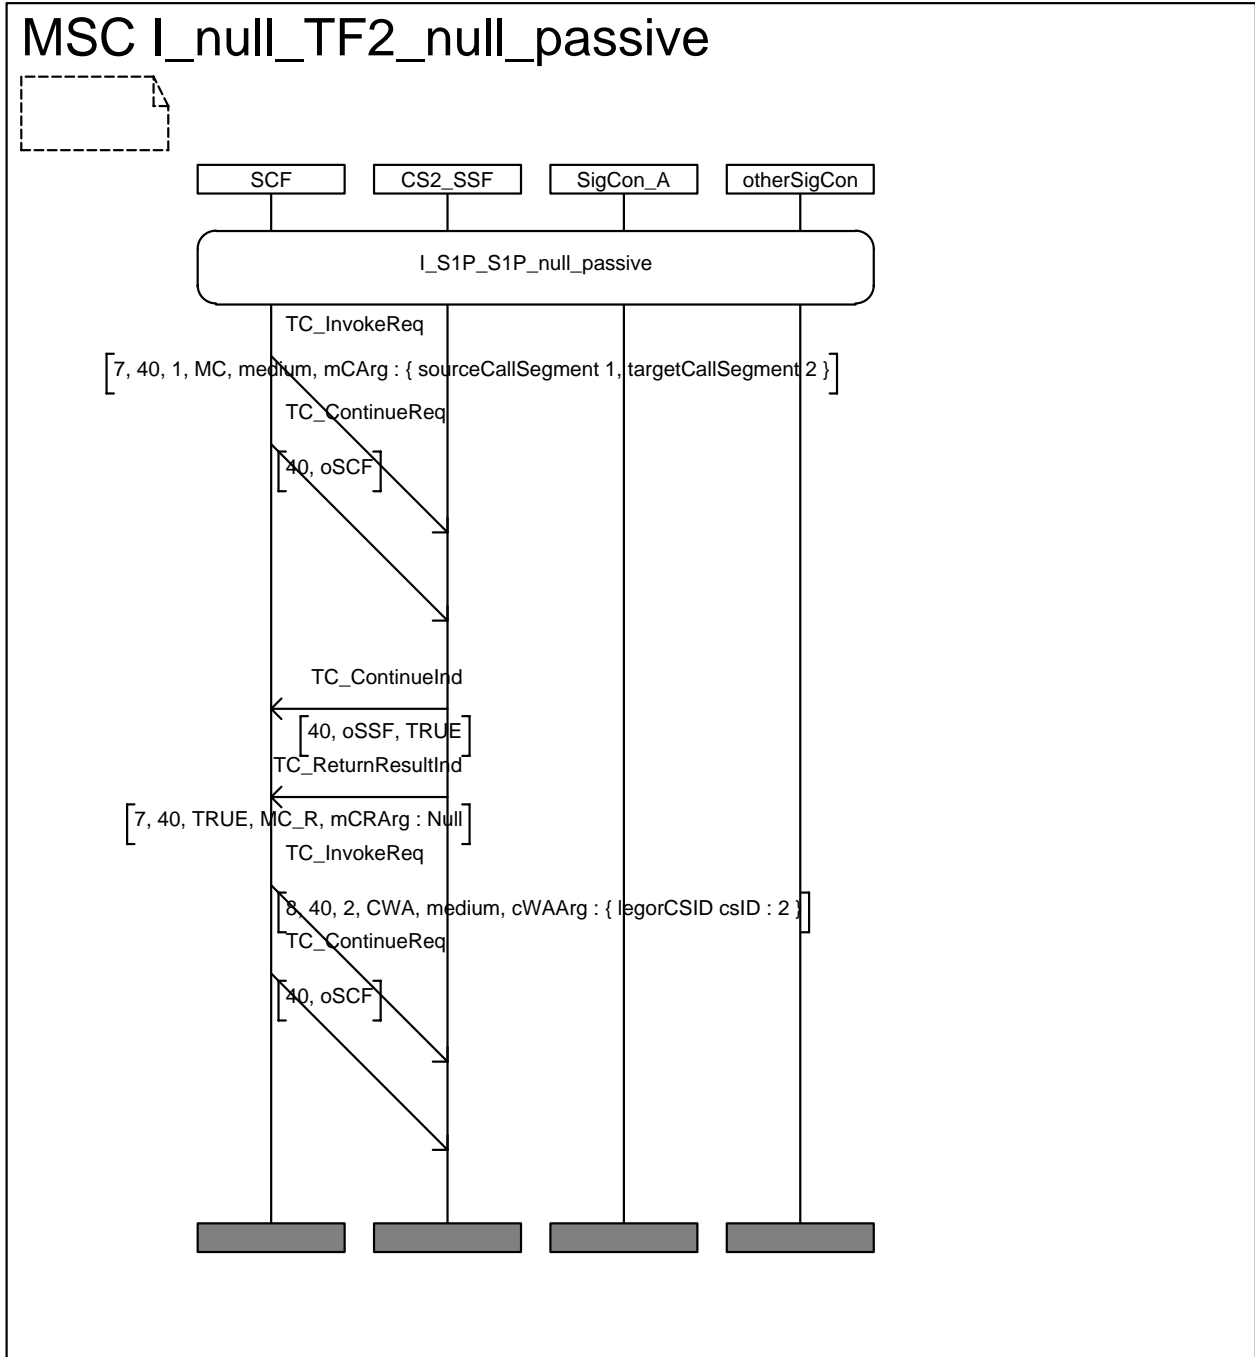 MSC I_null_TF2_null_passive
SCF CS2_SSF SigCon_A otherSigCon
I_S1P_S1P_null_passive
TC_InvokeReq
7, 40, 1, MC, medium, mCArg : { sourceCallSegment 1, targetCallSegment 2 }
TC_ContinueReq
40, oSCF
TC_ContinueInd
40, oSSF, TRUE
TC_ReturnResultInd
7, 40, TRUE, MC_R, mCRArg : Null
TC_InvokeReq
8, 40, 2, CWA, medium, cWAArg : { legorCSID csID : 2 }
TC_ContinueReq
40, oSCF